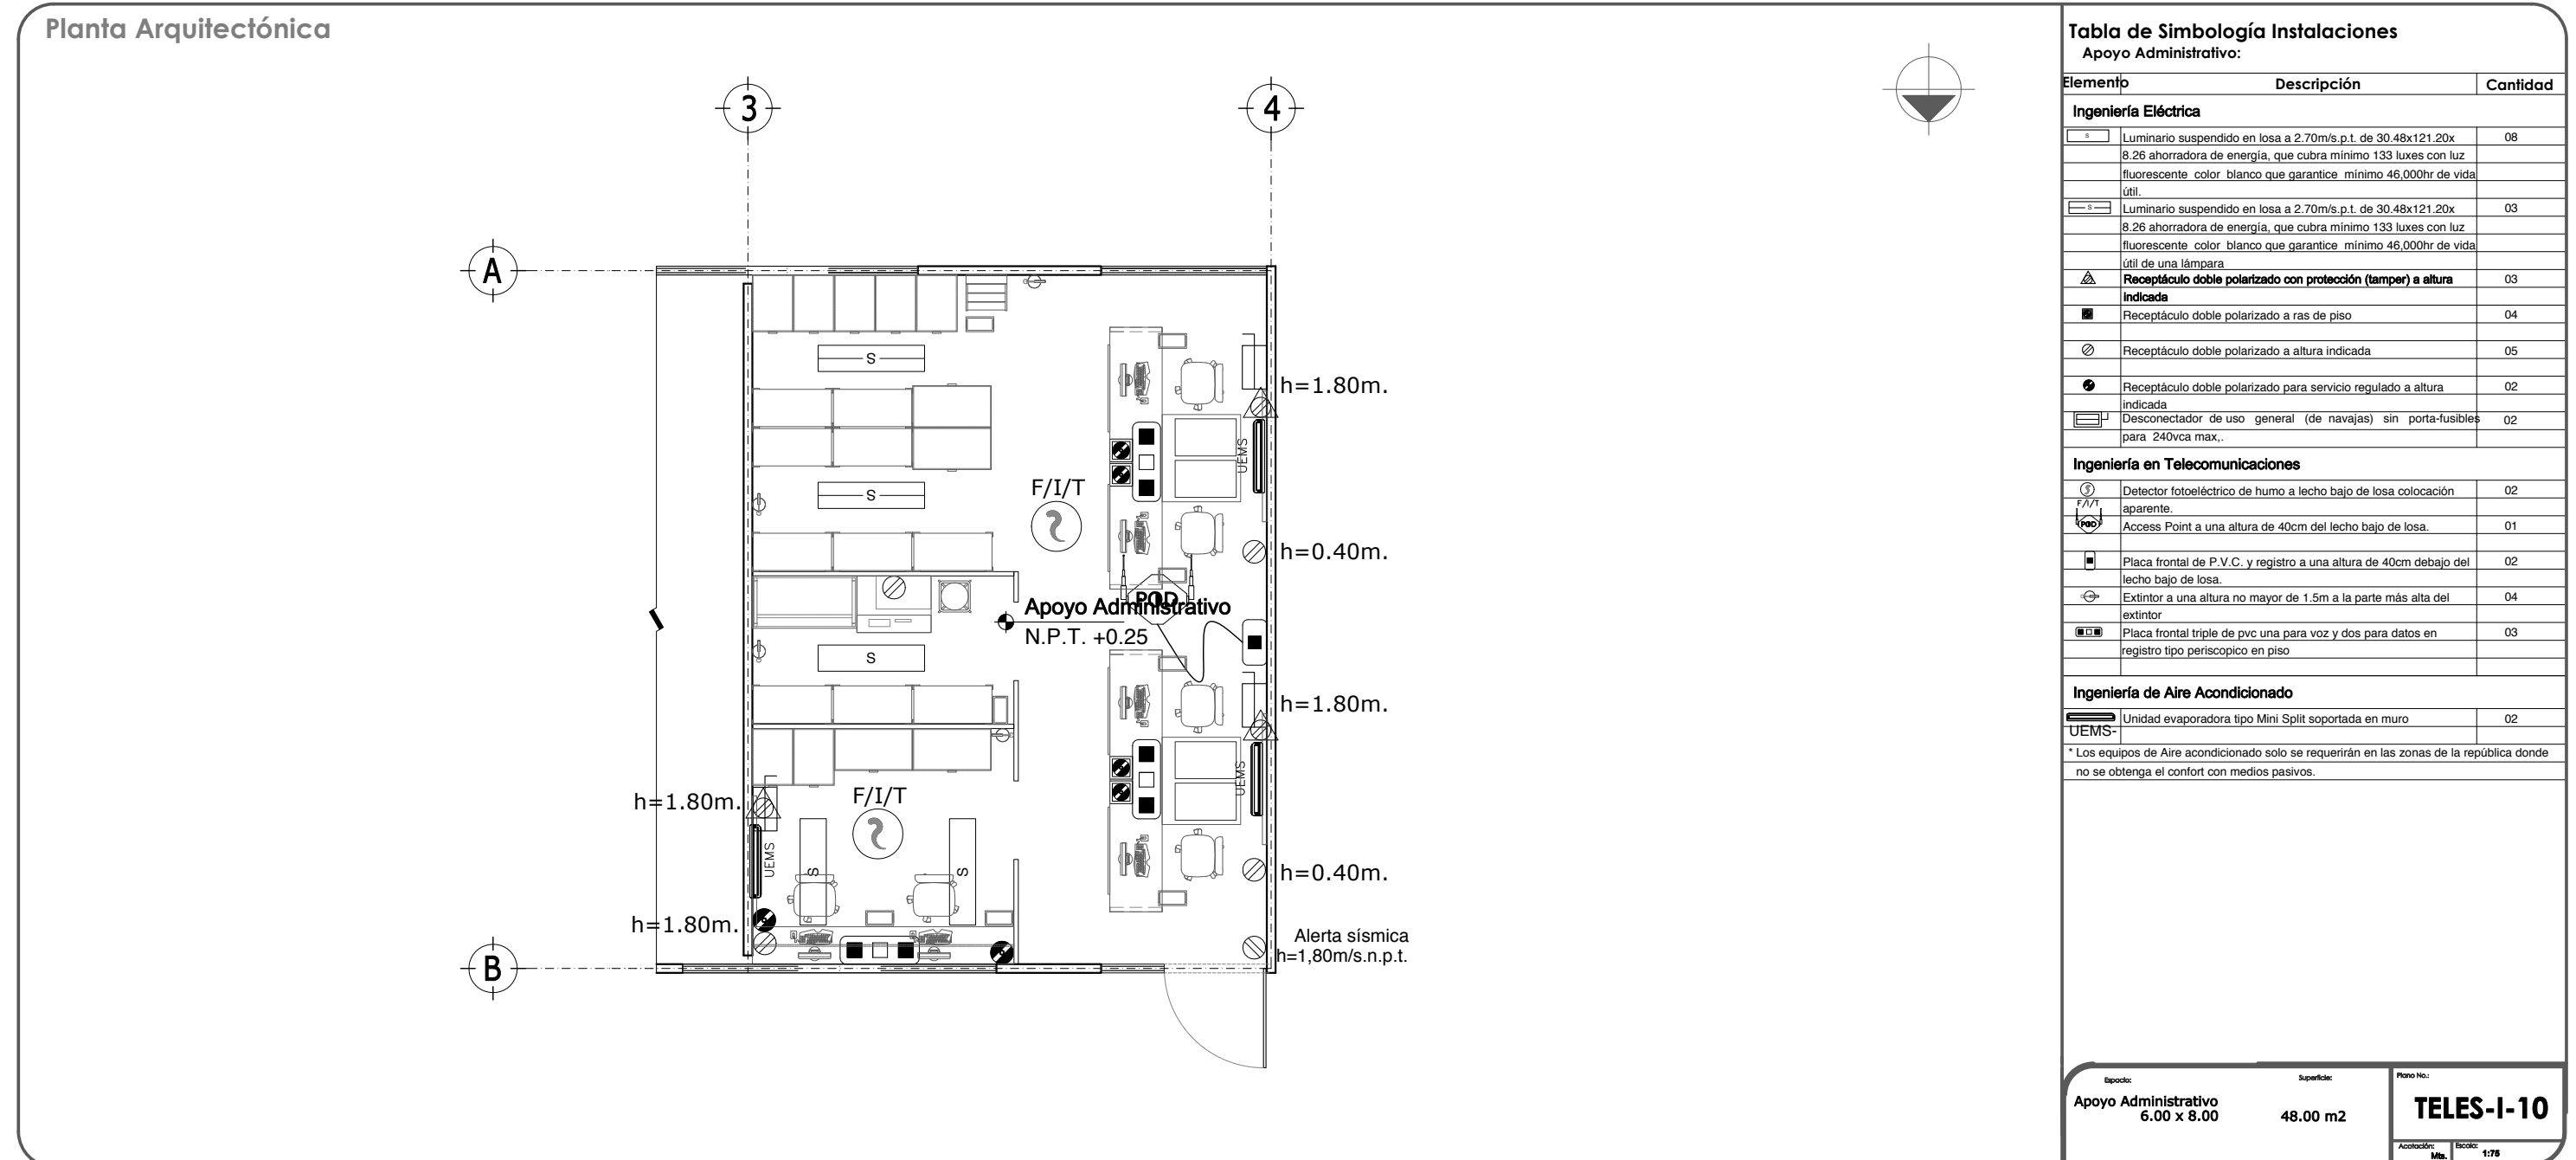 Planta Arquitectónica
3
4
A
B
S
S
S
S
S
h=1.80m.
UEMS
F/I/T
h=0.40m.
POD
Apoyo Administrativo
N.P.T. +0.25
h=1.80m.
UEMS
h=1.80m.
F/I/T
UEMS
h=0.40m.
h=1.80m.
Alerta sísmica
h=1,80m/s.n.p.t.
Tabla de Simbología Instalaciones
Apoyo Administrativo:
Elemento Descripción Cantidad
Ingeniería Eléctrica
S Luminario suspendido en losa a 2.70m/s.p.t. de 30.48x121.20x 08
8.26 ahorradora de energía, que cubra mínimo 133 luxes con luz
fluorescente color blanco que garantice mínimo 46,000hr de vida
útil.
S Luminario suspendido en losa a 2.70m/s.p.t. de 30.48x121.20x 03
8.26 ahorradora de energía, que cubra mínimo 133 luxes con luz
fluorescente color blanco que garantice mínimo 46,000hr de vida
útil de una lámpara
Receptáculo doble polarizado con protección (tamper) a altura 03
indicada
Receptáculo doble polarizado a ras de piso 04
Receptáculo doble polarizado a altura indicada 05
Receptáculo doble polarizado para servicio regulado a altura 02
indicada
Desconectador de uso general (de navajas) sin porta-fusibles 02
para 240vca max,.
Ingeniería en Telecomunicaciones
Detector fotoeléctrico de humo a lecho bajo de losa colocación 02
F/I/T aparente.
POD Access Point a una altura de 40cm del lecho bajo de losa. 01
Placa frontal de P.V.C. y registro a una altura de 40cm debajo del 02
lecho bajo de losa.
Extintor a una altura no mayor de 1.5m a la parte más alta del 04
extintor
Placa frontal triple de pvc una para voz y dos para datos en 03
registro tipo periscopico en piso
Ingeniería de Aire Acondicionado
Unidad evaporadora tipo Mini Split soportada en muro 02
UEMS-
* Los equipos de Aire acondicionado solo se requerirán en las zonas de la república donde
no se obtenga el confort con medios pasivos.
Espacio: Superficie: Plano No.:
Apoyo Administrativo
6.00 x 8.00 48.00 m2 TELES-I-10
Acotación: Escala:
Mts. 1:75